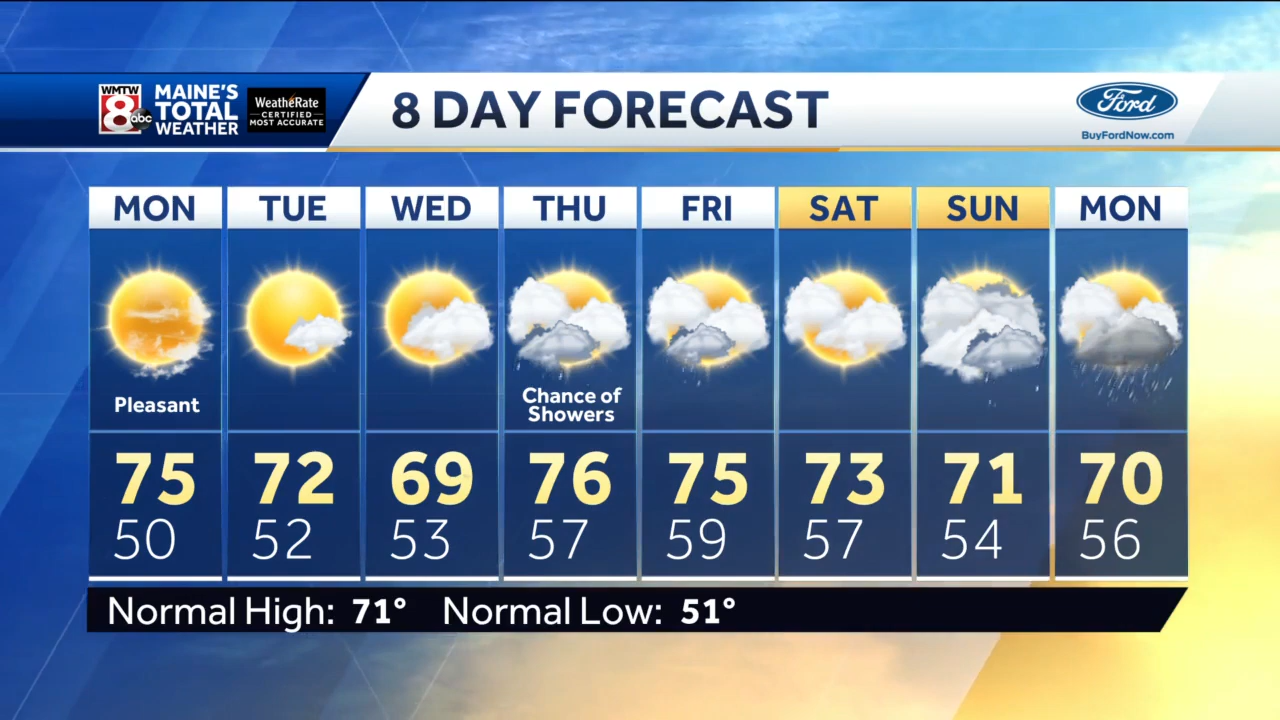 WMTW
8
abc
MAINE'S
TOTAL
WEATHER
WeatheRate
CERTIFIED
MOST ACCURATE
8 DAY FORECAST
Ford
BuyFordNow.com
MON TUE WED THU FRI SAT SUN MON
Pleasant
Chance of
Showers
75 72 69 76 75 73 71 70
50 52 53 57 59 57 54 56
Normal High: 71° Normal Low: 51°